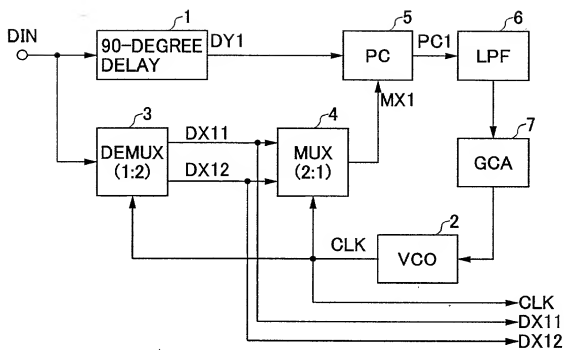 DIN
1
90-DEGREE
DELAY
DY1
5
PC
PC1
6
LPF
MX1
3
DEMUX
(1:2)
DX11
DX12
4
MUX
(2:1)
7
GCA
CLK
2
VCO
CLK
DX11
DX12